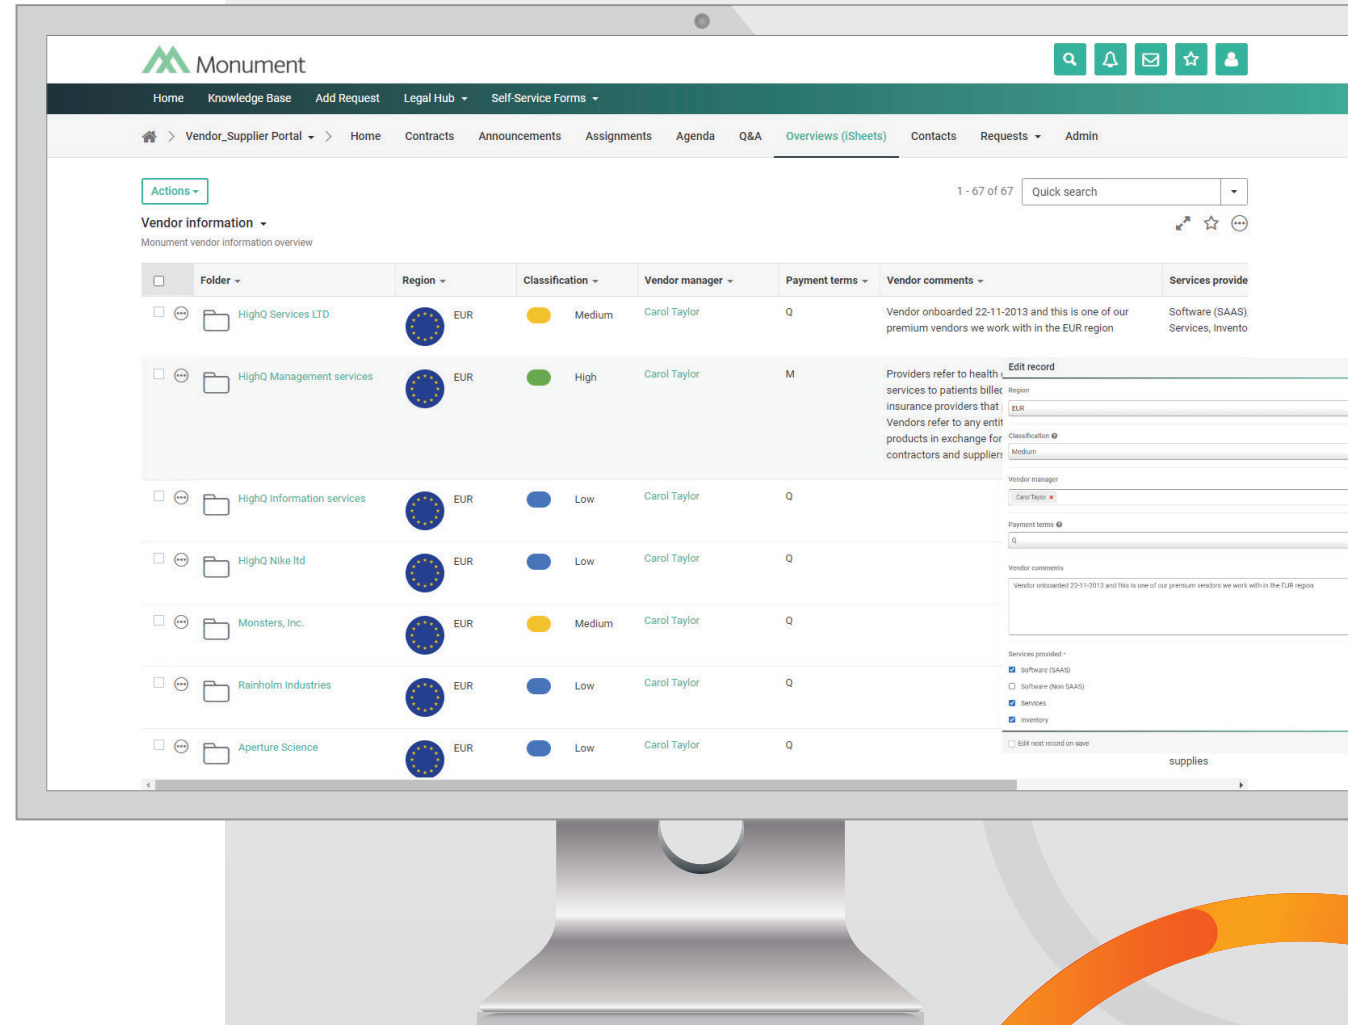 Monument
Home Knowledge Base Add Request Legal Hub Self-Service Forms
Vendor_Supplier Portal Home Contracts Announcements Assignments Agenda Q&A Overviews (iSheets) Contacts Requests Admin
Actions 1 - 67 of 67 Quick search
Vendor information
Monument vendor information overview
Folder Region Classification Vendor manager Payment terms Vendor comments Services provide
HighQ Services LTD EUR Medium Carol Taylor Q Vendor onboarded 22-11-2013 and this is one of our Software (SAAS)
premium vendors we work with in the EUR region Services, Invento
HighQ Management services EUR High Carol Taylor M Providers refer to health
services to patients billed
insurance providers that
Vendors refer to any entit
products in exchange for
contractors and suppliers
Edit record
Region
EUR
Classification
Medium
Vendor manager
Carol Taylor
Payment terms
Q
Vendor comments
Vendor onboarded 22-11-2013 and this is one of our premium vendors we work with in the EUR region
Services provided *
Software (SAAS)
Software (Non SAAS)
Services
Inventory
Edit next record on save
HighQ Information services EUR Low Carol Taylor Q
HighQ Nike ltd EUR Low Carol Taylor Q
Monsters, Inc. EUR Medium Carol Taylor Q
Rainholm Industries EUR Low Carol Taylor Q
Aperture Science EUR Low Carol Taylor Q
supplies